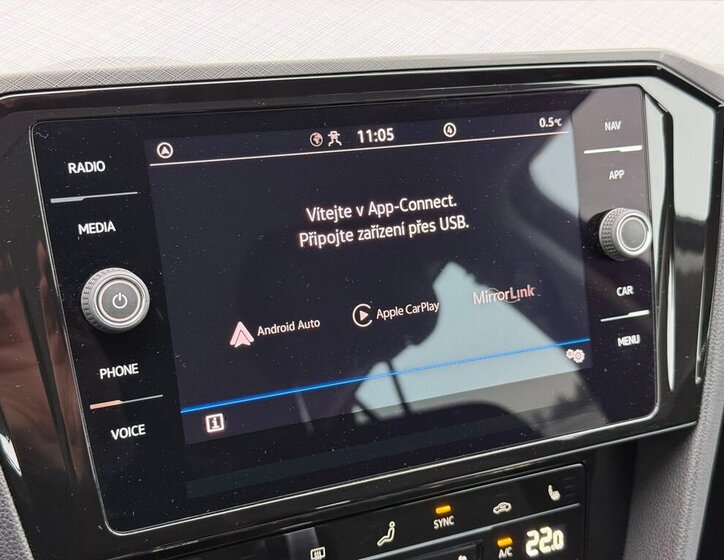 RADIO
MEDIA
PHONE
VOICE
11:05
4
0.5°C
Vítejte v App-Connect.
Připojte zařízení přes USB.
Android Auto
Apple CarPlay
MirrorLink
i
NAV
APP
CAR
MENU
SYNC
A/C
22.0